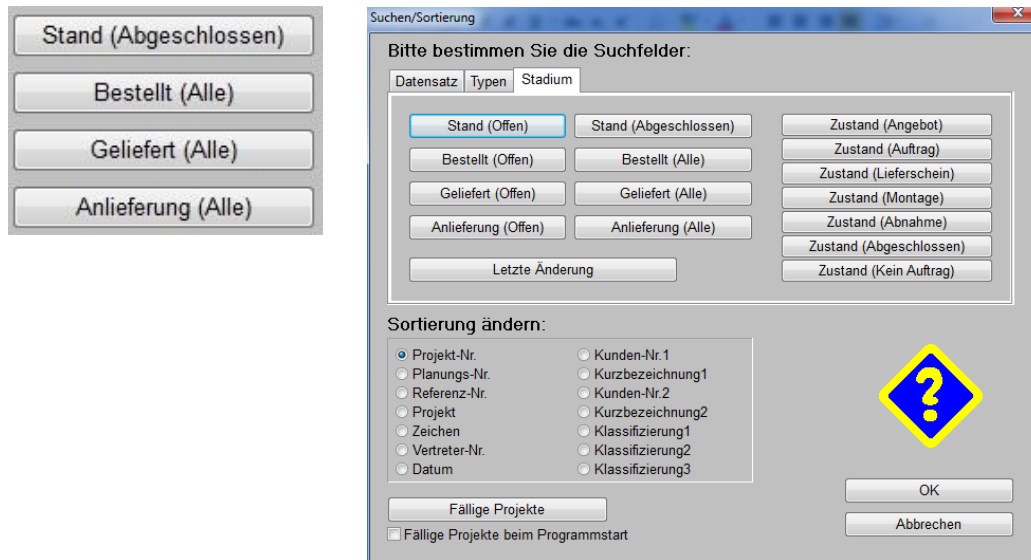 Stand (Abgeschlossen)
Bestellt (Alle)
Geliefert (Alle)
Anlieferung (Alle)
Suchen/Sortierung
Bitte bestimmen Sie die Suchfelder:
Datensatz Typen Stadium
Stand (Offen) Stand (Abgeschlossen) Zustand (Angebot)
Zustand (Auftrag)
Bestellt (Offen) Bestellt (Alle)
Zustand (Lieferschein)
Geliefert (Offen) Geliefert (Alle) Zustand (Montage)
Zustand (Abnahme)
Anlieferung (Offen) Anlieferung (Alle)
Zustand (Abgeschlossen)
Letzte Änderung Zustand (Kein Auftrag)
Sortierung ändern:
Projekt-Nr. Kunden-Nr.1
Planungs-Nr. Kurzbezeichnung1
Referenz-Nr. Kunden-Nr.2
Projekt Kurzbezeichnung2
Zeichen Klassifizierung1
Vertreter-Nr. Klassifizierung2
Datum Klassifizierung3
?
OK
Fällige Projekte
Abbrechen
Fällige Projekte beim Programmstart